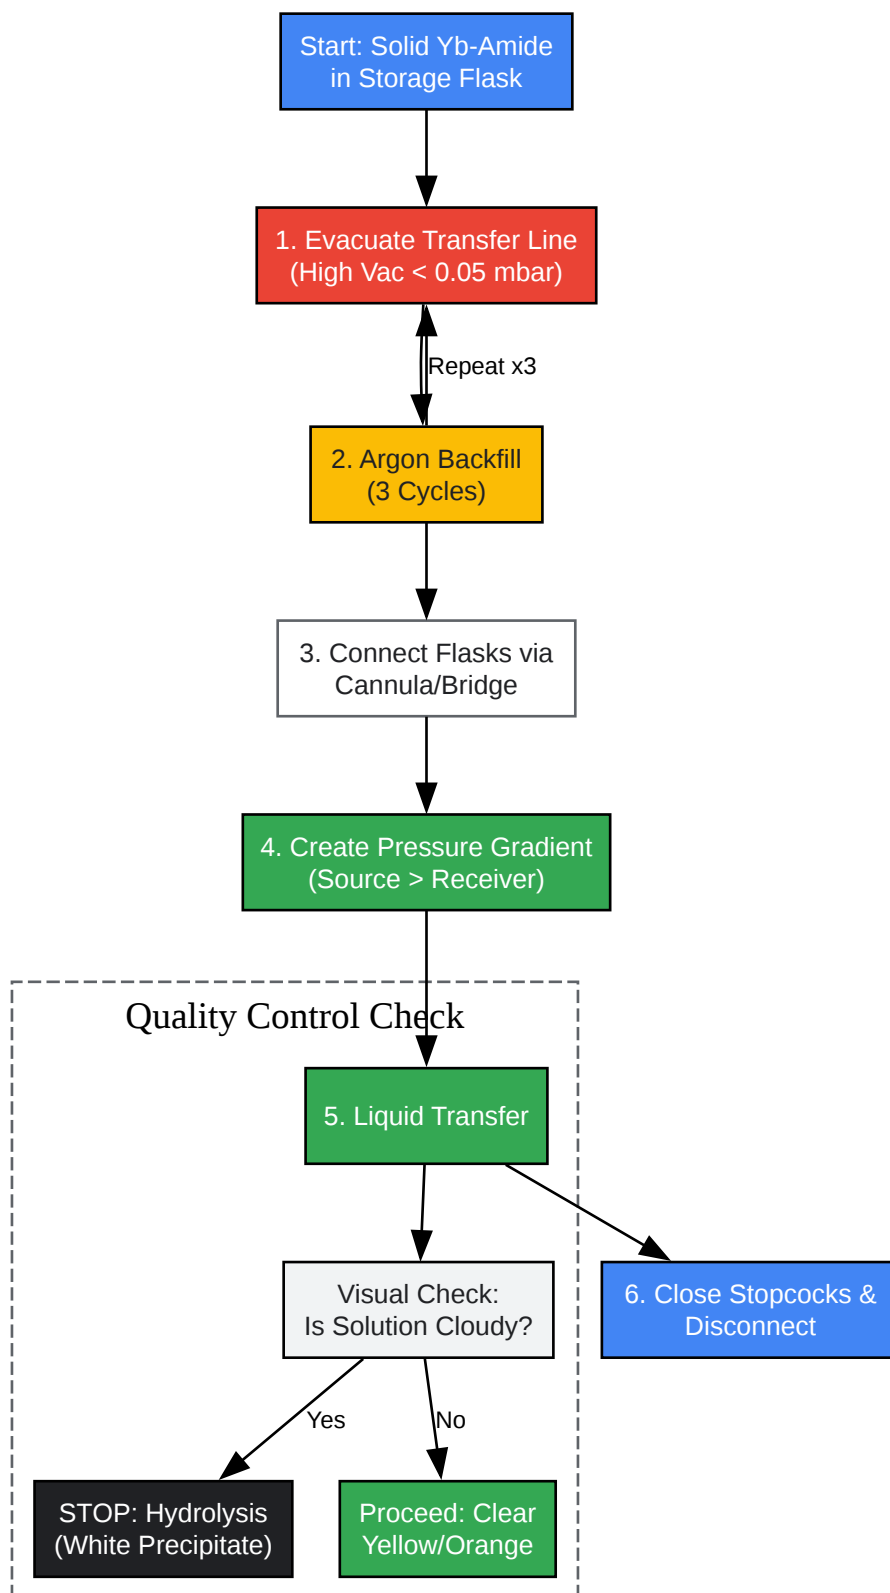 Start: Solid Yb-Amide
in Storage Flask
1. Evacuate Transfer Line
(High Vac < 0.05 mbar)
Repeat x3
2. Argon Backfill
(3 Cycles)
3. Connect Flasks via
Cannula/Bridge
4. Create Pressure Gradient
(Source > Receiver)
Quality Control Check
5. Liquid Transfer
Visual Check:
Is Solution Cloudy?
6. Close Stopcocks &
Disconnect
Yes
No
STOP: Hydrolysis
(White Precipitate)
Proceed: Clear
Yellow/Orange